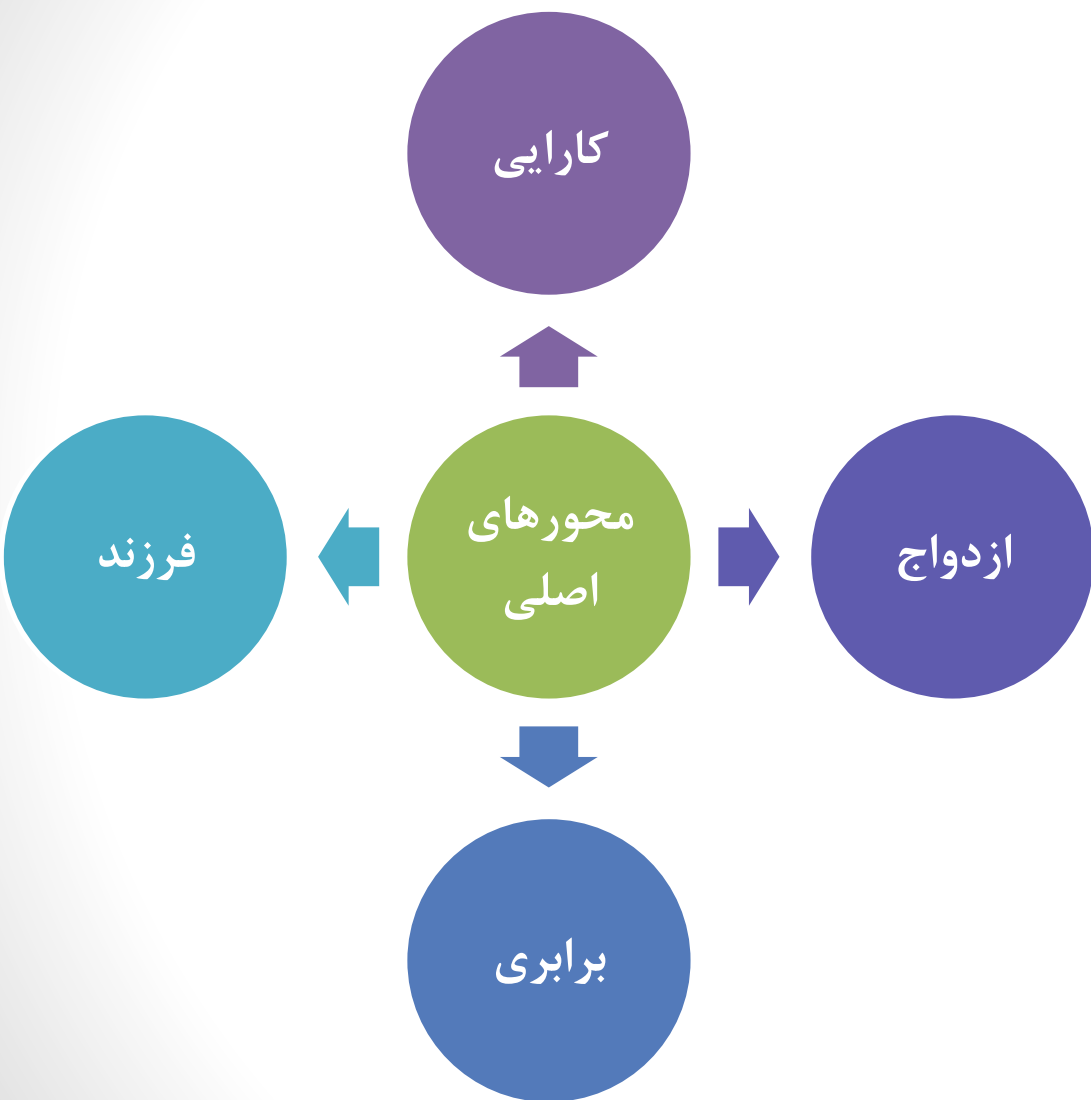 کارایی
ازدواج
محورهای
اصلی
فرزند
برابری